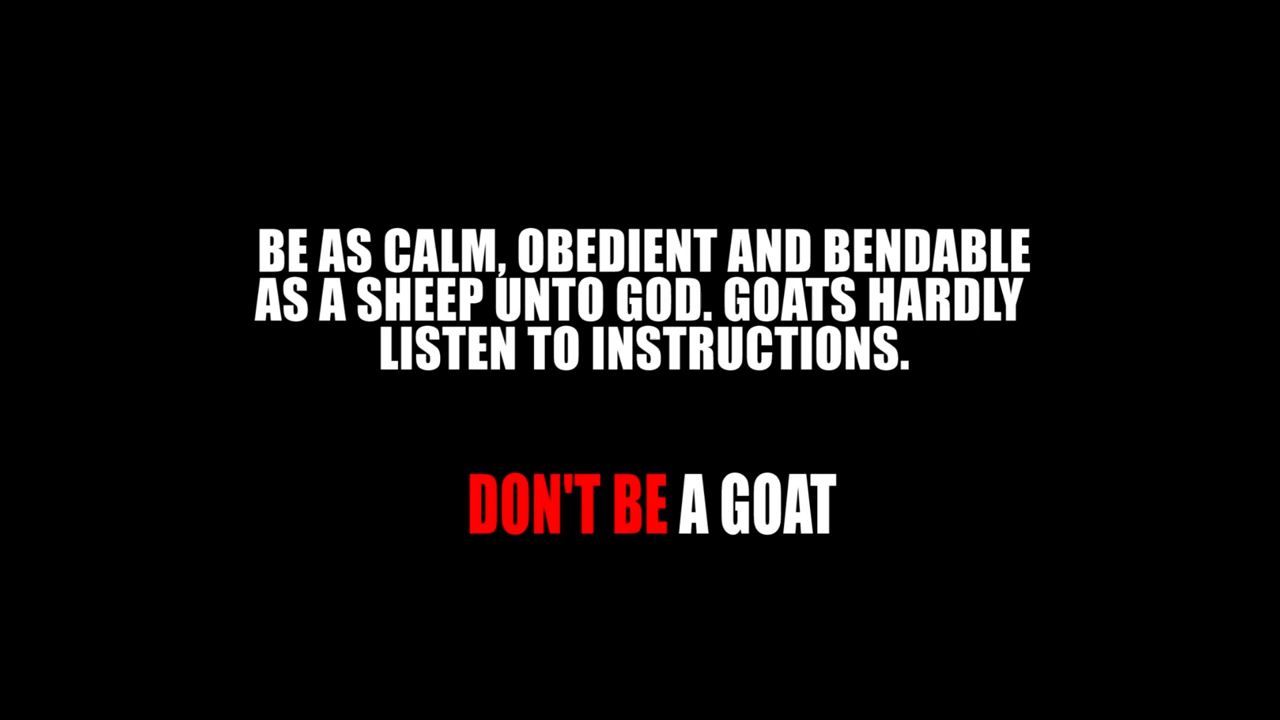 BE AS CALM, OBEDIENT AND BENDABLE
AS A SHEEP UNTO GOD. GOATS HARDLY
LISTEN TO INSTRUCTIONS.
DON'T BE A GOAT